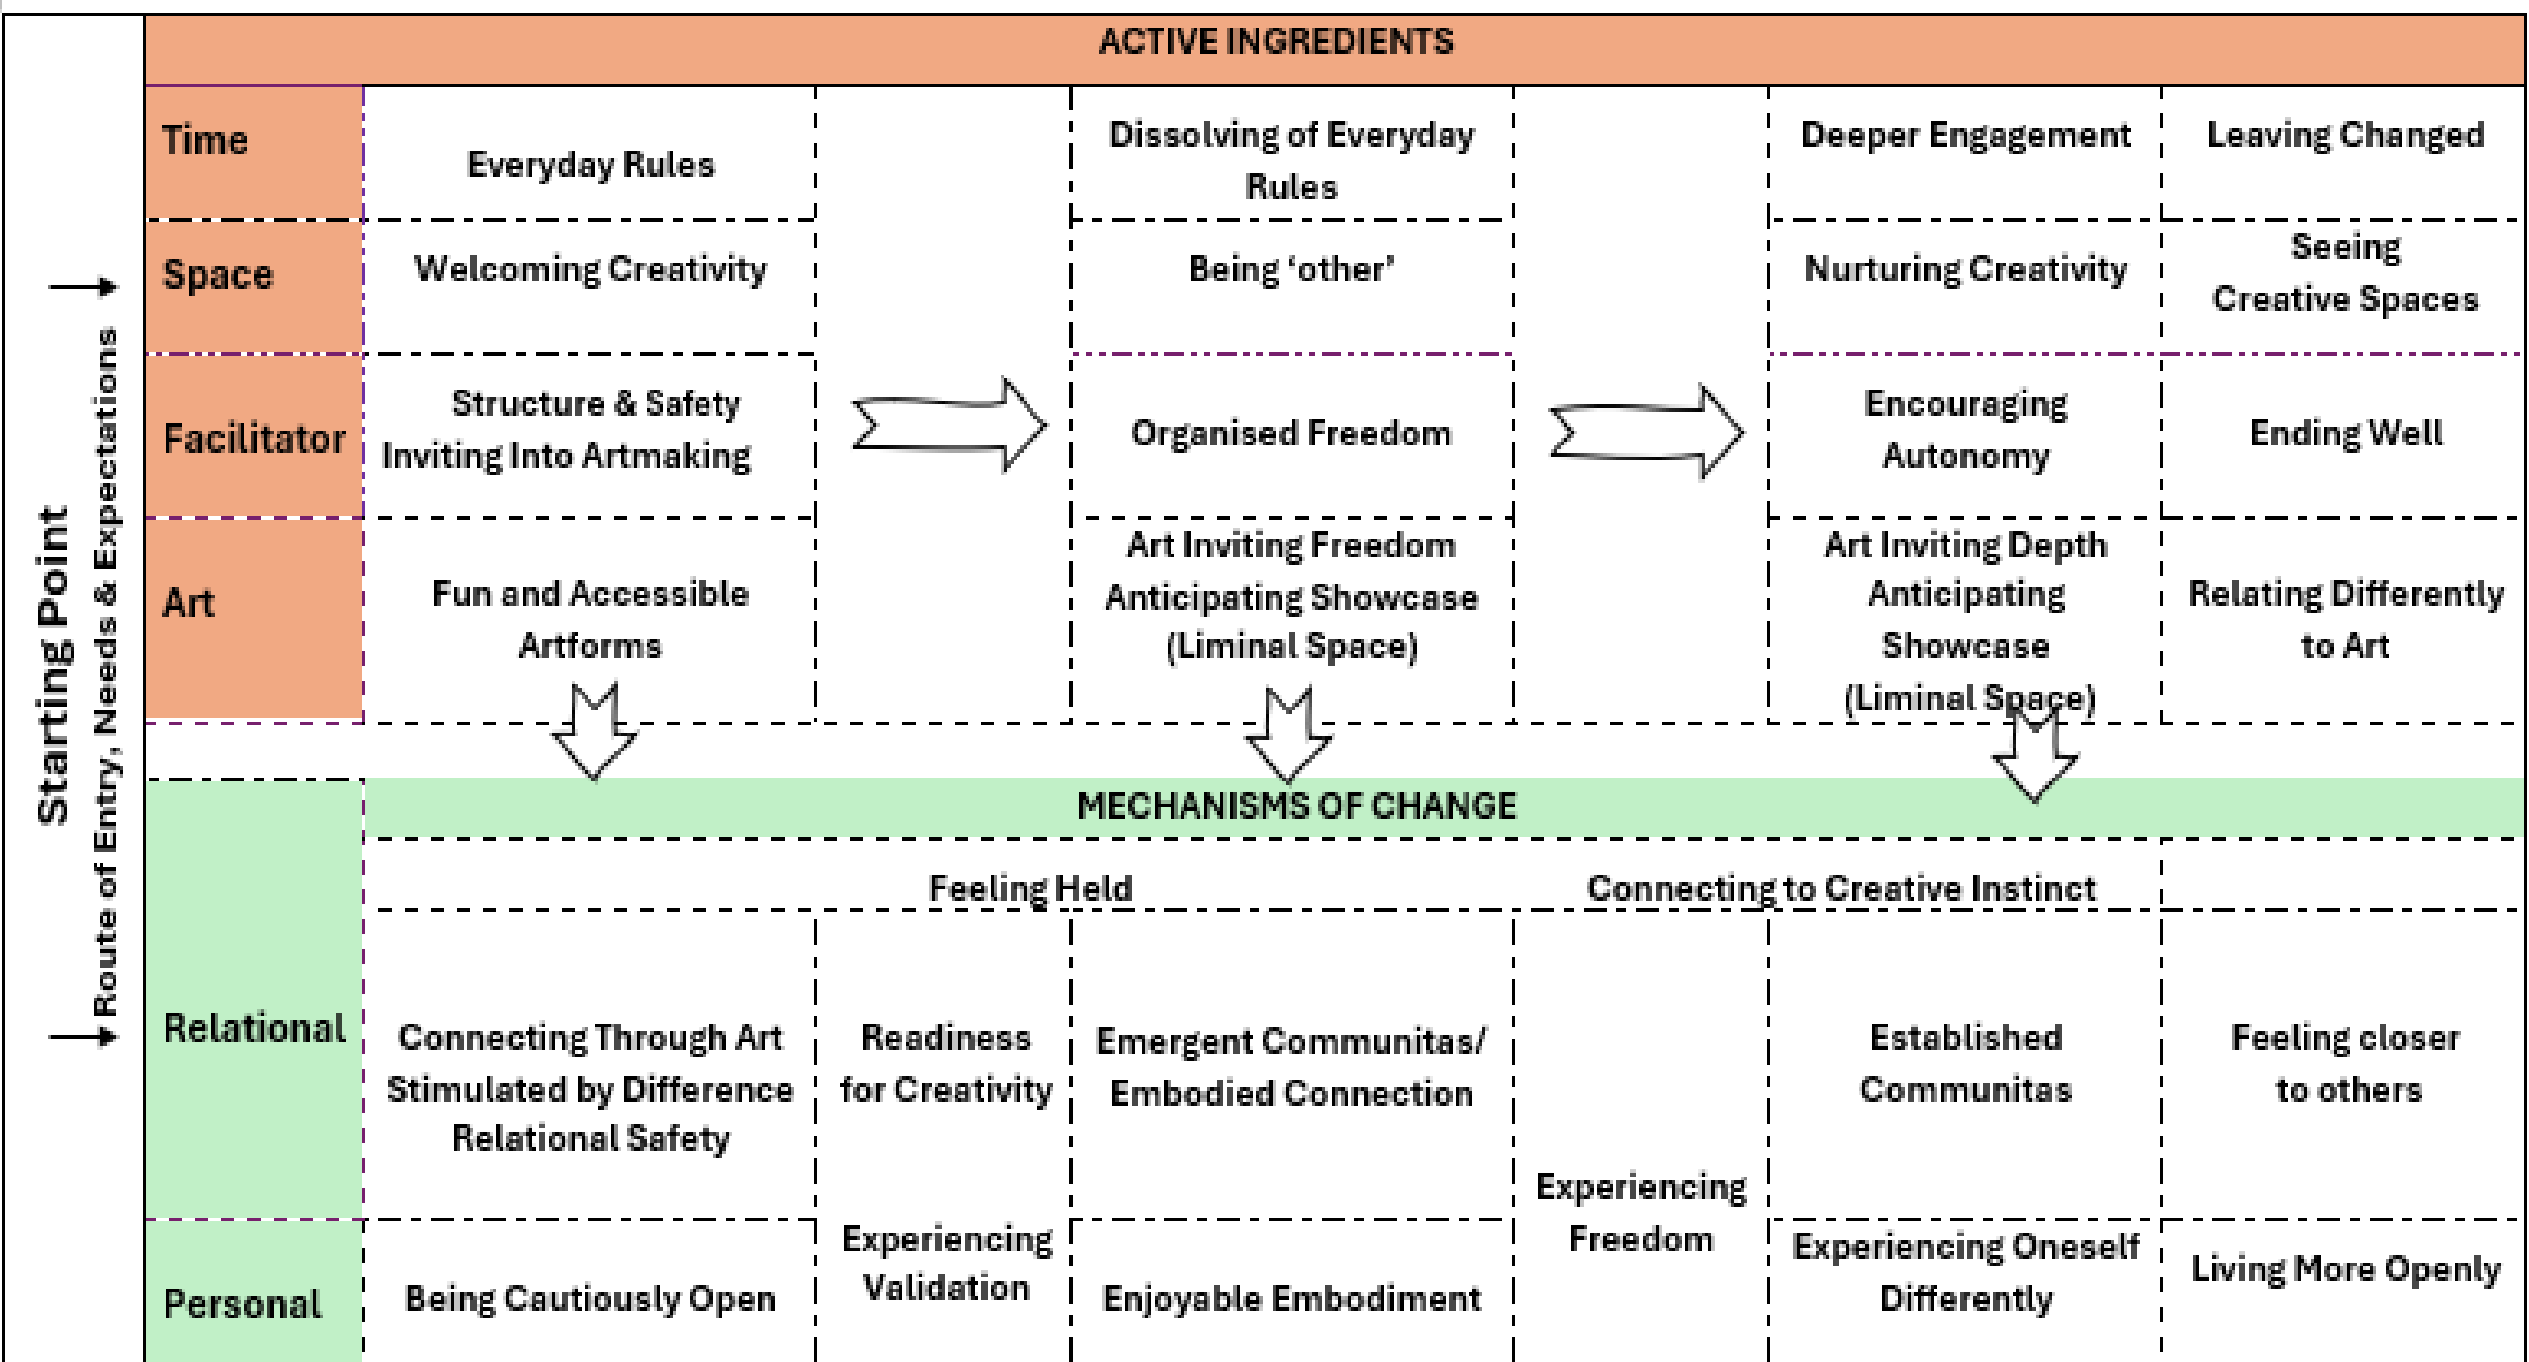 Starting Point
Route of Entry, Needs & Expectations
ACTIVE INGREDIENTS
Time
Everyday Rules
Dissolving of Everyday
Rules
Deeper Engagement
Leaving Changed
Space
Welcoming Creativity
Being ‘other’
Nurturing Creativity
Seeing
Creative Spaces
Facilitator
Structure & Safety
Inviting Into Artmaking
Organised Freedom
Encouraging
Autonomy
Ending Well
Art
Fun and Accessible
Artforms
Art Inviting Freedom
Anticipating Showcase
(Liminal Space)
Art Inviting Depth
Anticipating
Showcase
(Liminal Space)
Relating Differently
to Art
MECHANISMS OF CHANGE
Feeling Held
Connecting to Creative Instinct
Relational
Connecting Through Art
Stimulated by Difference
Relational Safety
Readiness
for Creativity
Emergent Communitas/
Embodied Connection
Established
Communitas
Feeling closer
to others
Experiencing
Validation
Experiencing
Freedom
Personal
Being Cautiously Open
Enjoyable Embodiment
Experiencing Oneself
Differently
Living More Openly